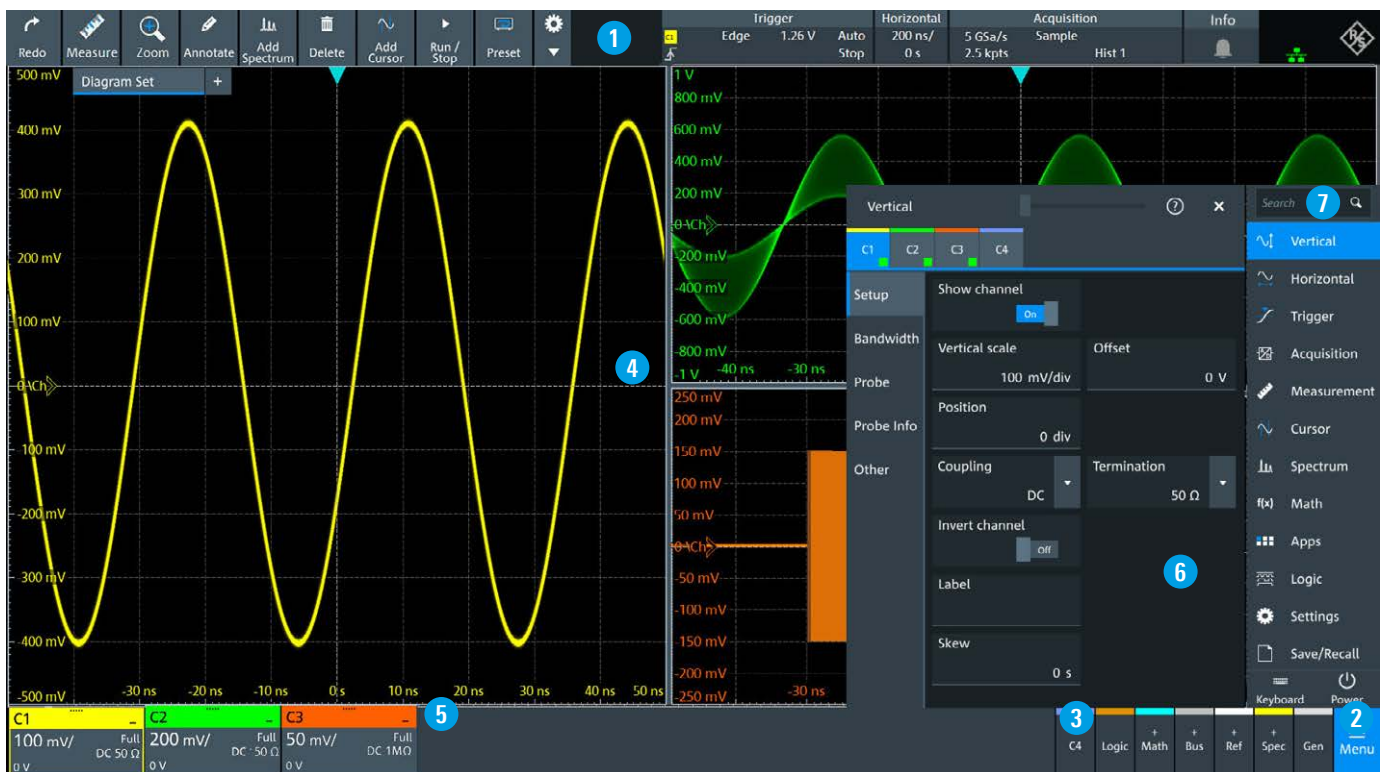 Redo
Measure
Zoom
Annotate
Add Spectrum
Delete
Add Cursor
Run / Stop
Preset
1
C1
Trigger
Edge 1.26 V Auto
Stop
Horizontal
200 ns/
0 s
Acquisition
5 GSa/s Sample
2.5 kpts Hist 1
Info
R&S
Diagram Set +
500 mV
400 mV
300 mV
200 mV
100 mV
0 V
Ch
-100 mV
-200 mV
-300 mV
-400 mV
-500 mV
-30 ns
-20 ns
-10 ns
0 s
10 ns
20 ns
30 ns
40 ns
50 ns
1 V
800 mV
600 mV
400 mV
200 mV
0 V
Ch
-200 mV
-400 mV
-600 mV
-800 mV
-1 V
-40 ns
-30 ns
4
250 mV
200 mV
150 mV
100 mV
50 mV
0 V
Ch
-50 mV
-100 mV
-150 mV
-200 mV
-250 mV
-30 ns
Vertical
?
×
C1 C2 C3 C4
Setup
Bandwidth
Probe
Probe Info
Other
Show channel
On
Vertical scale
100 mV/div
Offset
0 V
Position
0 div
Coupling
DC
Termination
50 Ω
Invert channel
Off
Label
Skew
0 s
6
Search
7
Vertical
Horizontal
Trigger
Acquisition
Measurement
Cursor
Spectrum
f(x) Math
Apps
Logic
Settings
Save/Recall
Keyboard
Power
C1
100 mV/ Full
DC 50 Ω
0 V
C2
200 mV/ Full
DC 50 Ω
0 V
C3
50 mV/ Full
DC 1MΩ
0 V
5
3
C4
Logic
+ Math
+ Bus
+ Ref
+ Spec
Gen
2
Menu